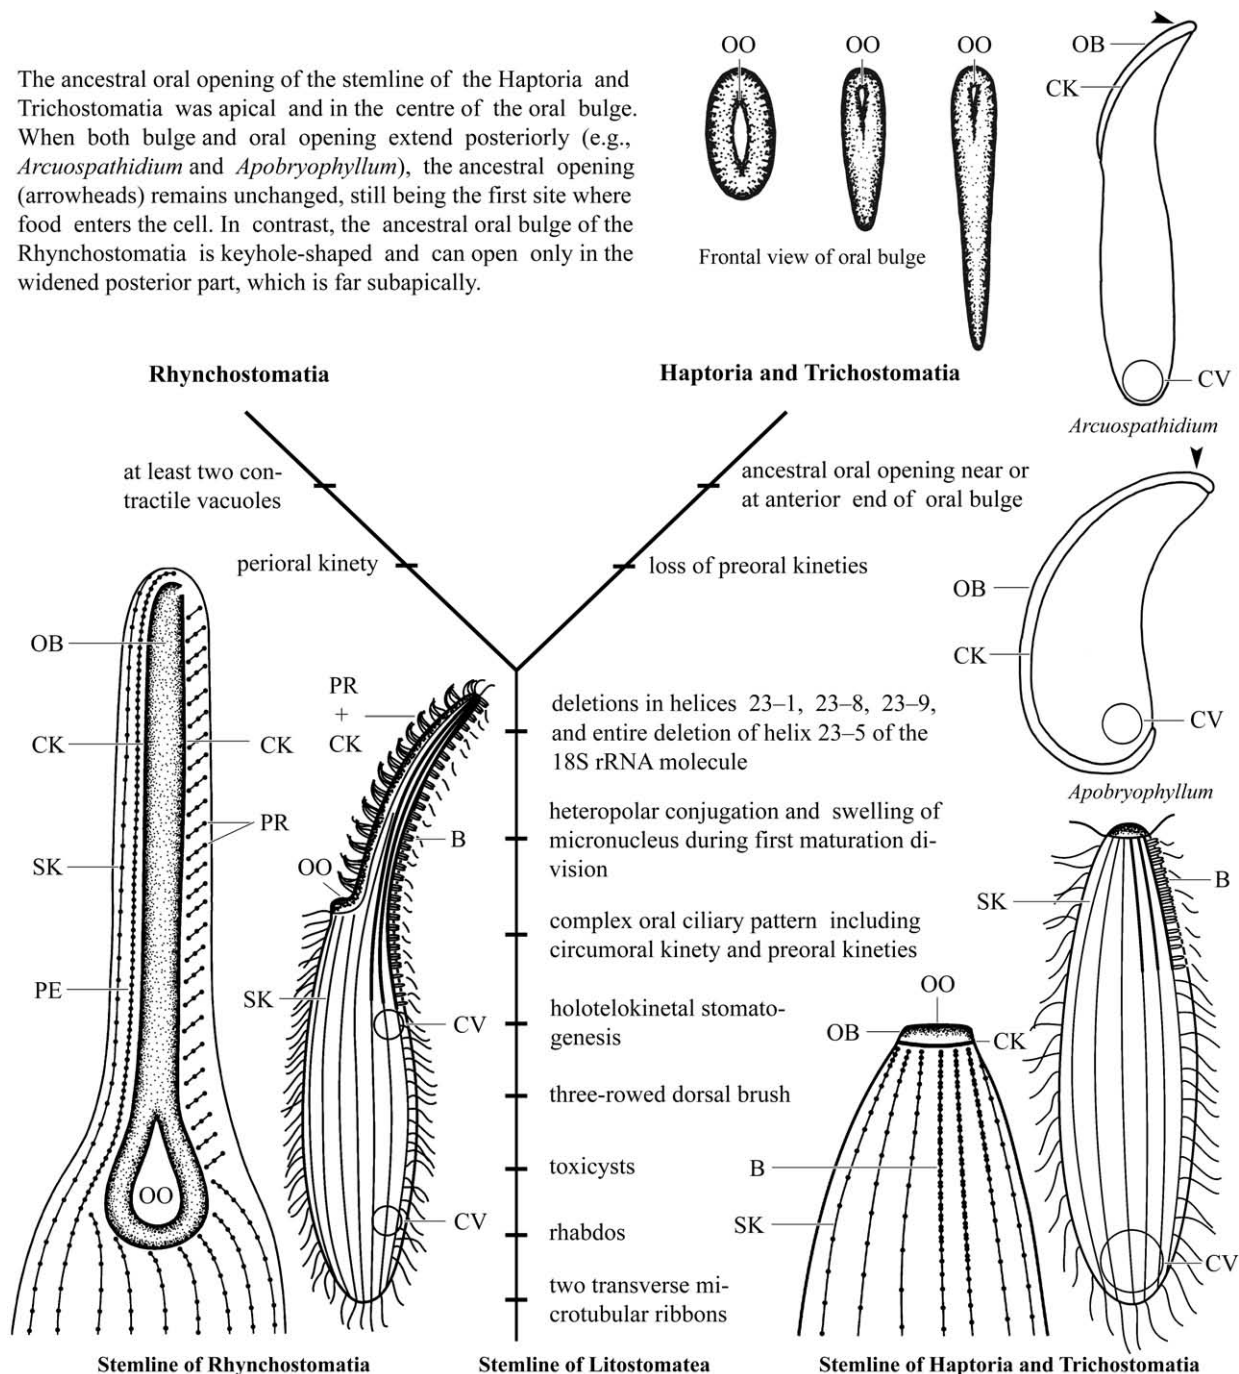 The ancestral oral opening of the stemline of the Haptoria and
Trichostomatia was apical and in the centre of the oral bulge.
When both bulge and oral opening extend posteriorly (e.g.,
Arcuospathidium and Apobryophyllum), the ancestral opening
(arrowheads) remains unchanged, still being the first site where
food enters the cell. In contrast, the ancestral oral bulge of the
Rhynchostomatia is keyhole-shaped and can open only in the
widened posterior part, which is far subapically.
OO
OO
OO
Frontal view of oral bulge
OB
CK
CV
Arcuospathidium
Rhynchostomatia
Haptoria and Trichostomatia
at least two con-
tractile vacuoles
perioral kinety
ancestral oral opening near or
at anterior end of oral bulge
loss of preoral kineties
OB
CK
CV
Apobryophyllum
OB
CK
CK
PR
SK
PE
OO
PR
+
CK
B
OO
SK
CV
CV
deletions in helices 23–1, 23–8, 23–9,
and entire deletion of helix 23–5 of the
18S rRNA molecule
heteropolar conjugation and swelling of
micronucleus during first maturation di-
vision
complex oral ciliary pattern including
circumoral kinety and preoral kineties
holotelokinetal stomato-
genesis
three-rowed dorsal brush
toxicysts
rhabdos
two transverse mi-
crotubular ribbons
OO
OB
CK
B
SK
SK
B
CV
Stemline of Rhynchostomatia
Stemline of Litostomatea
Stemline of Haptoria and Trichostomatia